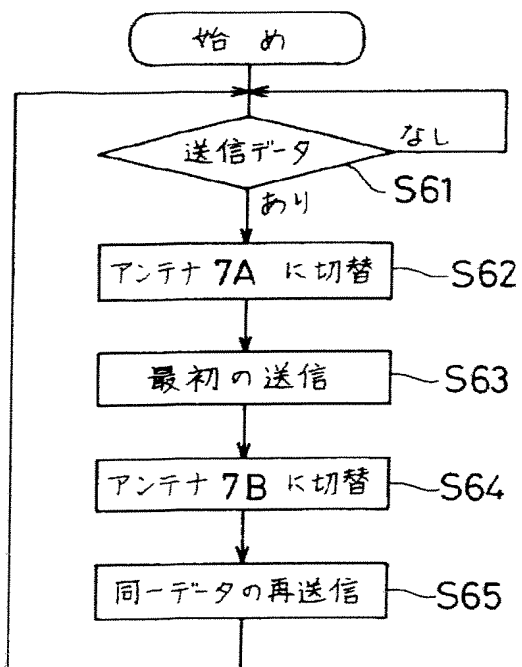 始め
送信データ
なし
S61
あり
アンテナ 7A に切替
S62
最初の送信
S63
アンテナ 7B に切替
S64
同一データの再送信
S65